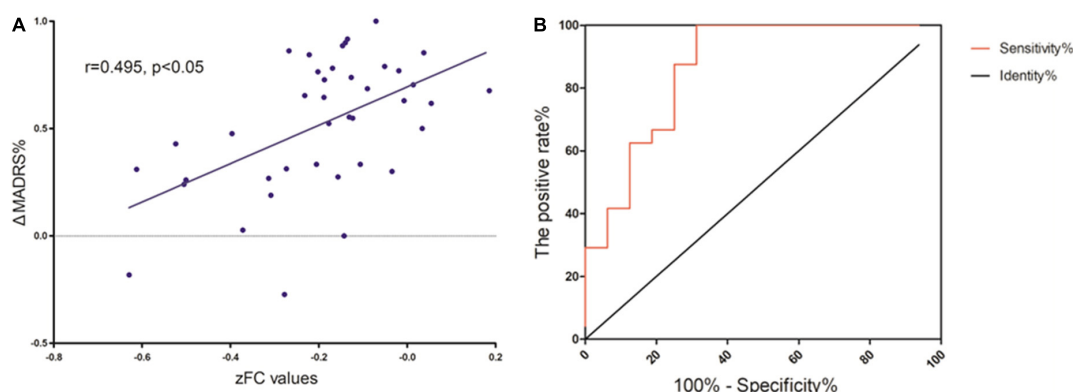 A
r=0.495, p<0.05
ΔMADRS%
1.0
0.5
0.0
-0.5
-0.8
-0.6
-0.4
-0.2
-0.0
0.2
zFC values
B
The positive rate%
100
80
60
40
20
0
0
20
40
60
80
100
100% - Specificity%
Sensitivity%
Identity%